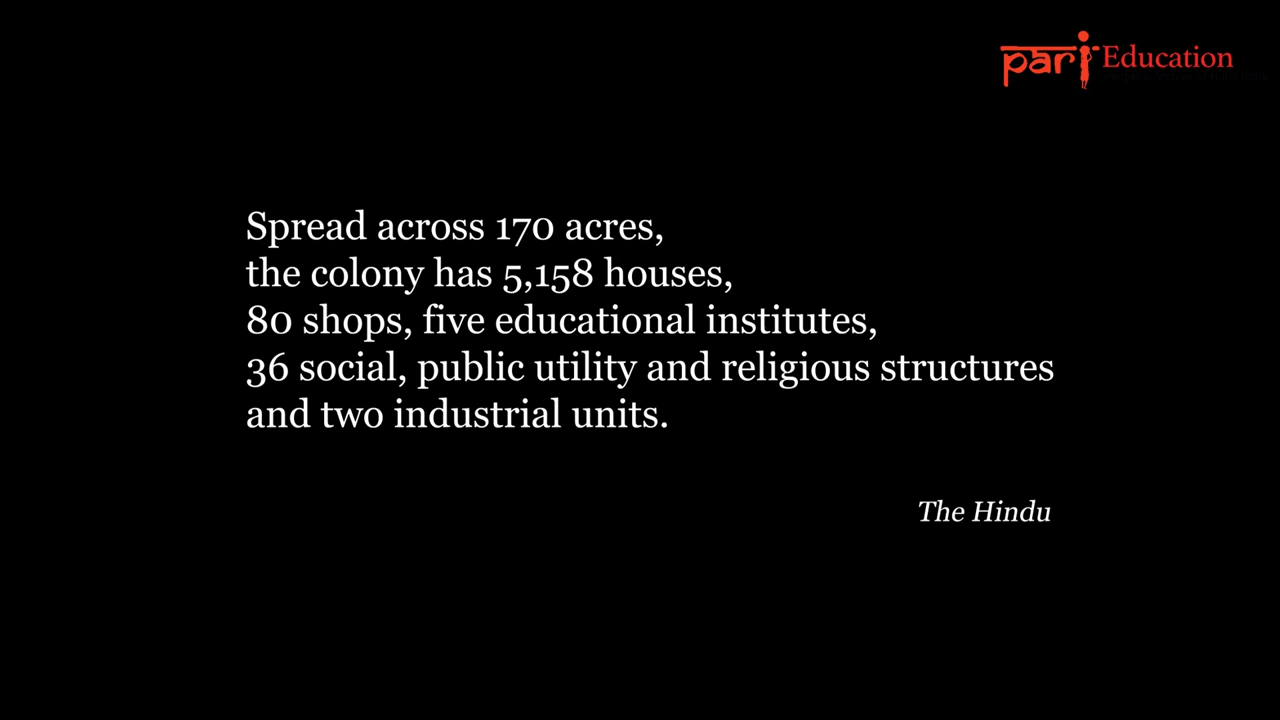 pari Education
Spread across 170 acres,
the colony has 5,158 houses,
80 shops, five educational institutes,
36 social, public utility and religious structures
and two industrial units.
The Hindu